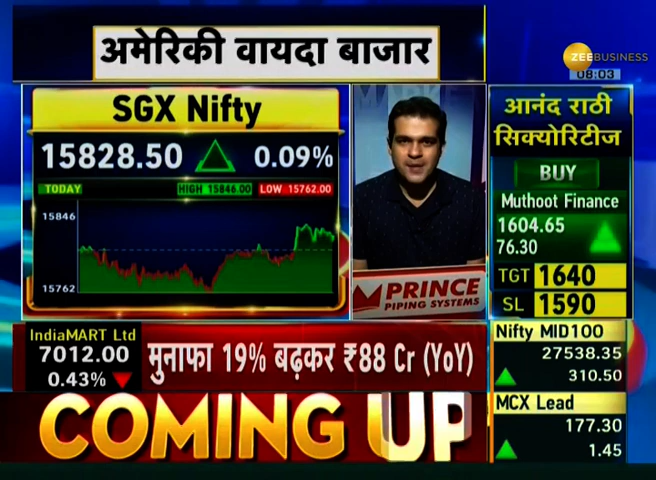 अमेरिकी वायदा बाजार
ZEE BUSINESS
08:03
SGX Nifty
15828.50 0.09%
TODAY HIGH 15846.00 LOW 15762.00
15846
15762
MARKE
PRINCE
PIPING SYSTEMS
आनंद राठी
सिक्योरिटीज
BUY
Muthoot Finance
1604.65
76.30
TGT 1640
SL 1590
IndiaMART Ltd
7012.00
0.43%
मुनाफा 19% बढ़कर ₹88 Cr (YoY)
Nifty MID100
27538.35
310.50
MCX Lead
177.30
1.45
COMING UP